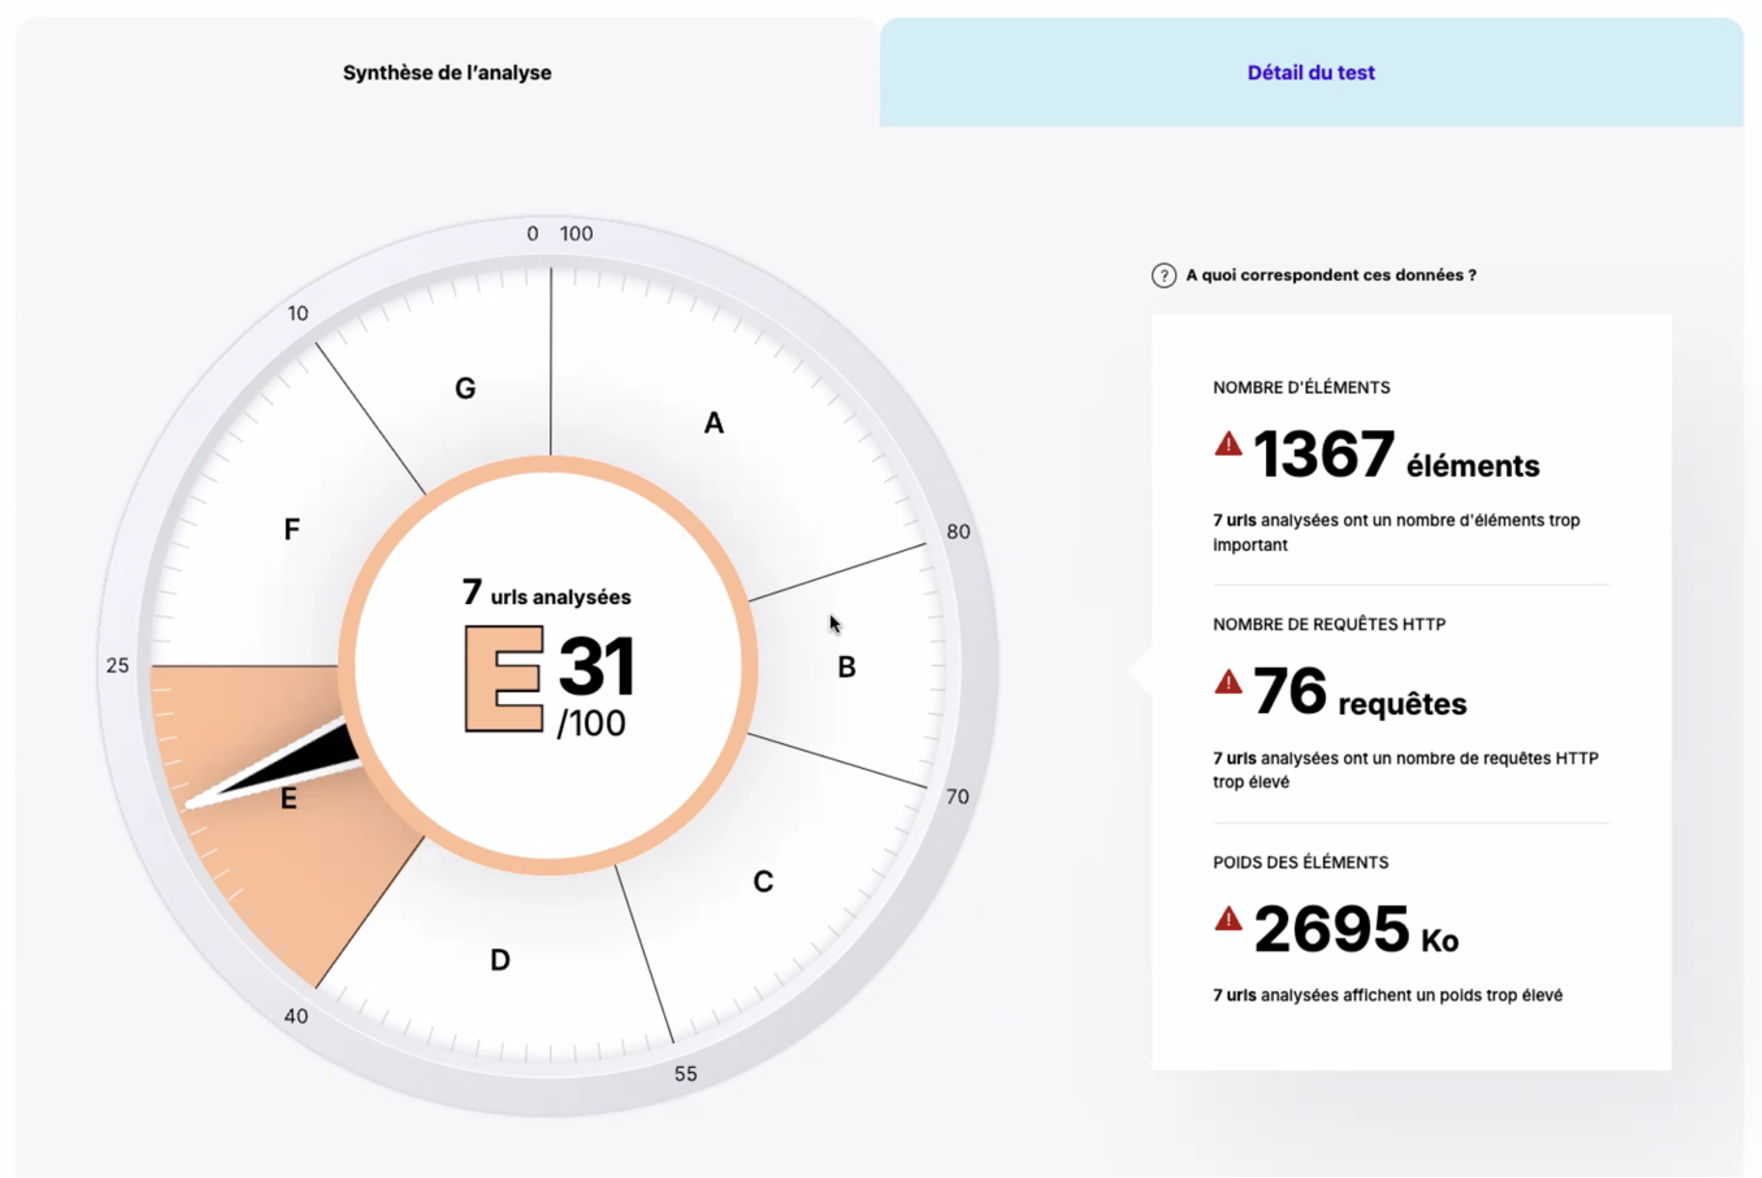 Synthèse de l’analyse
Détail du test
0 100
10
G
A
80
F
B
25
7 urls analysées
E 31
/100
E
70
C
D
40
55
? A quoi correspondent ces données ?
NOMBRE D'ÉLÉMENTS
1367 éléments
7 urls analysées ont un nombre d'éléments trop
important
NOMBRE DE REQUÊTES HTTP
76 requêtes
7 urls analysées ont un nombre de requêtes HTTP
trop élevé
POIDS DES ÉLÉMENTS
2695 Ko
7 urls analysées affichent un poids trop élevé